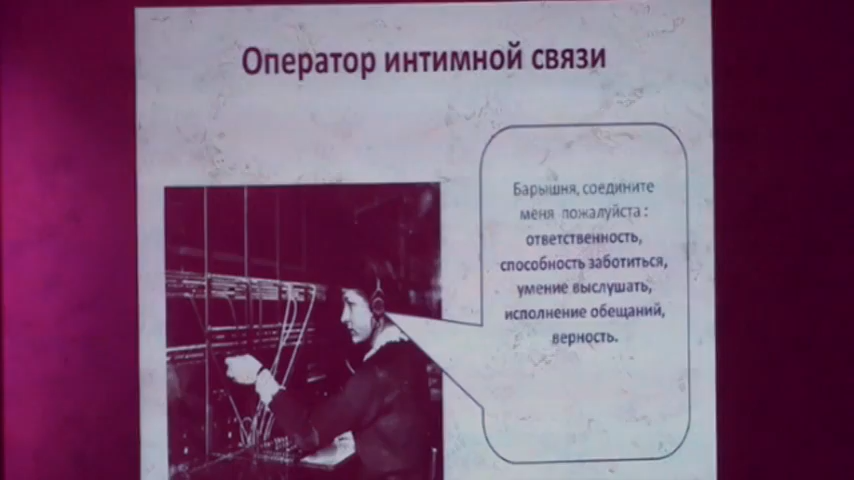 Оператор интимной связи
Барышня, соедините
меня пожалуйста :
ответственность,
способность заботиться,
умение выслушать,
исполнение обещаний,
верность.